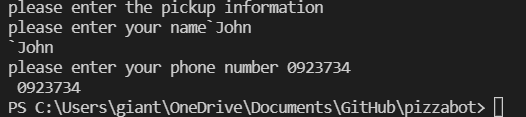 please enter the pickup information
please enter your name`John
`John
please enter your phone number 0923734
 0923734
PS C:\Users\giant\OneDrive\Documents\GitHub\pizzabot>